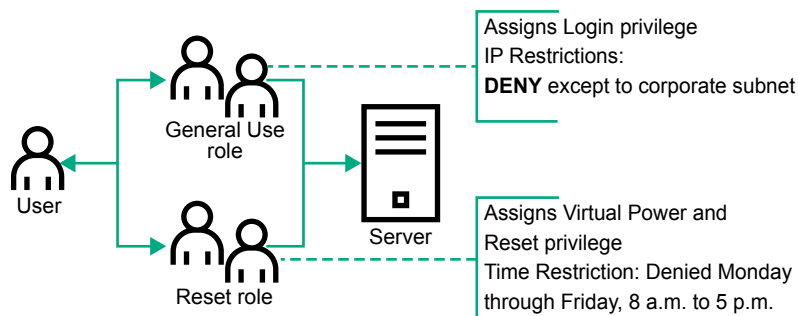 Assigns Login privilege
IP Restrictions:
DENY except to corporate subnet
General Use
role
User
Server
Reset role
Assigns Virtual Power and
Reset privilege
Time Restriction: Denied Monday
through Friday, 8 a.m. to 5 p.m.